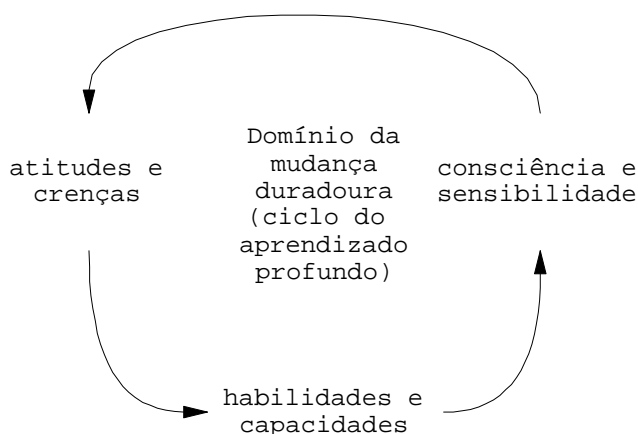 Domínio da
mudança
duradoura
(ciclo do
aprendizado
profundo)
atitudes e
crenças
consciência e
sensibilidade
habilidades e
capacidades